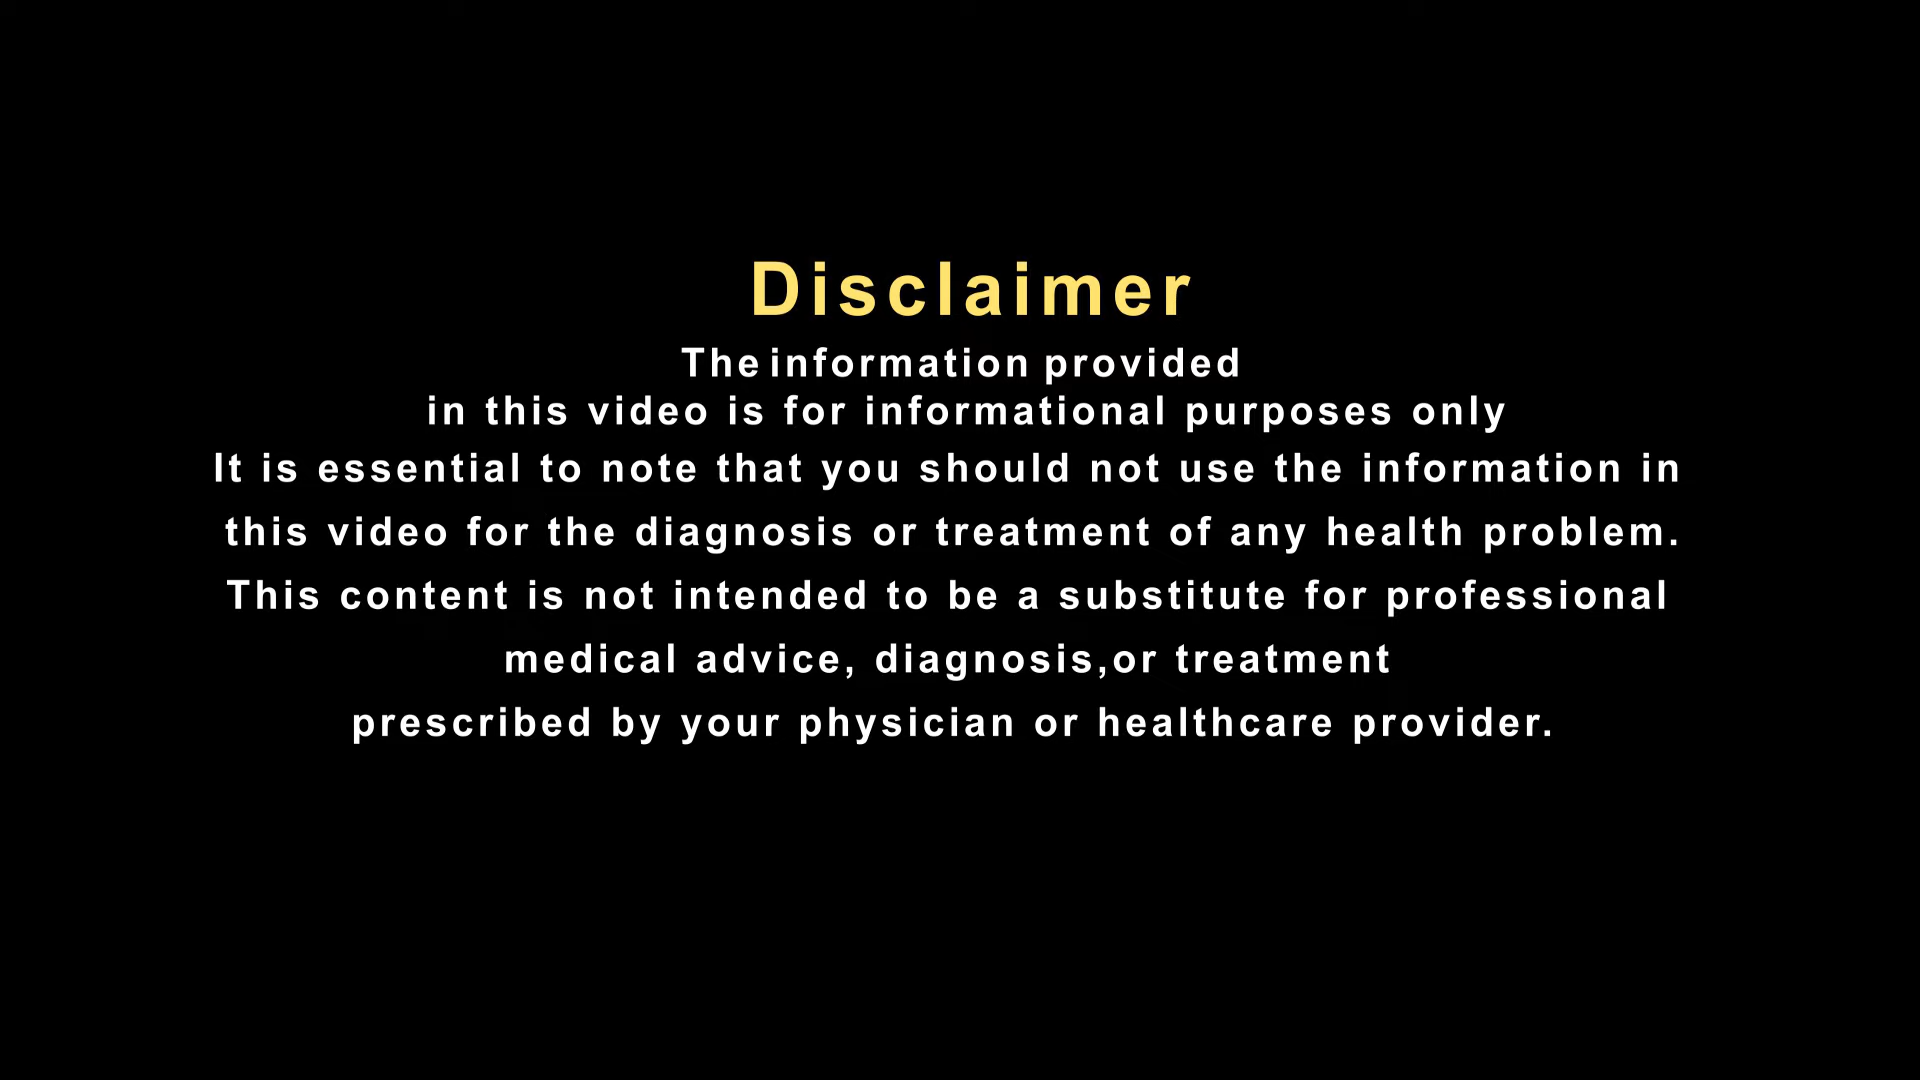 Disclaimer
The information provided
in this video is for informational purposes only
It is essential to note that you should not use the information in
this video for the diagnosis or treatment of any health problem.
This content is not intended to be a substitute for professional
medical advice, diagnosis,or treatment
prescribed by your physician or healthcare provider.